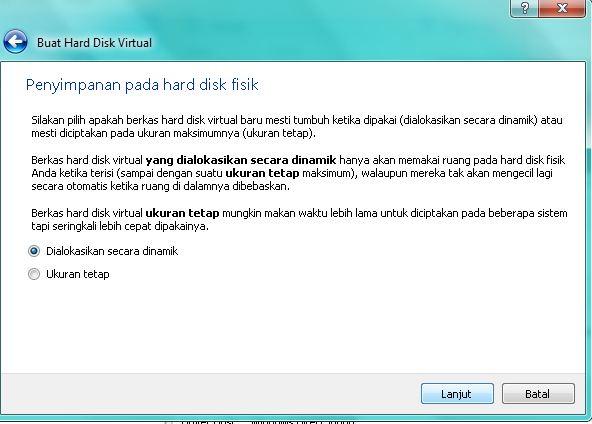 ?
X
Buat Hard Disk Virtual
Penyimpanan pada hard disk fisik
Silakan pilih apakah berkas hard disk virtual baru mesti tumbuh ketika dipakai (dialokasikan secara dinamik) atau
mesti diciptakan pada ukuran maksimumnya (ukuran tetap).
Berkas hard disk virtual yang dialokasikan secara dinamik hanya akan memakai ruang pada hard disk fisik
Anda ketika terisi (sampai dengan suatu ukuran tetap maksimum), walaupun mereka tak akan mengecil lagi
secara otomatis ketika ruang di dalamnya dibebaskan.
Berkas hard disk virtual ukuran tetap mungkin makan waktu lebih lama untuk diciptakan pada beberapa sistem
tapi seringkali lebih cepat dipakainya.
Dialokasikan secara dinamik
Ukuran tetap
Lanjut
Batal